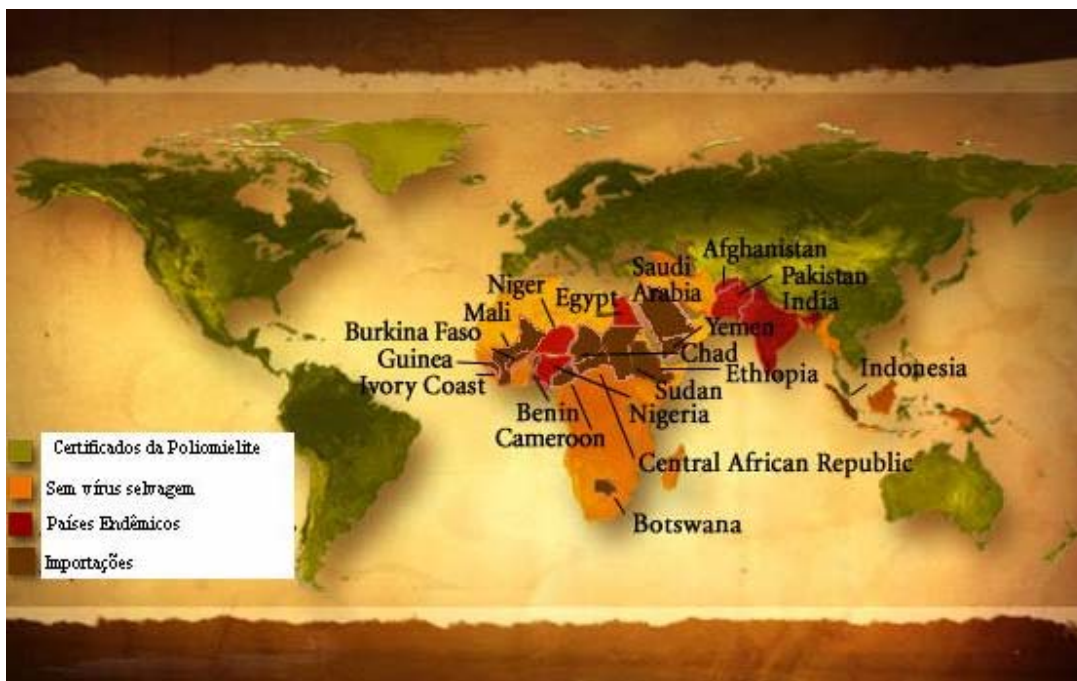 Afghanistan
Saudi
Arabia
Pakistan
India
Niger
Egypt
Mali
Burkina Faso
Yemen
Guinea
Chad
Ivory Coast
Ethiopia
Indonesia
Sudan
Benin
Nigeria
Cameroon
Central African Republic
Botswana
Certificados da Poliomielite
Sem vírus selvagem
Países Endêmicos
Importações